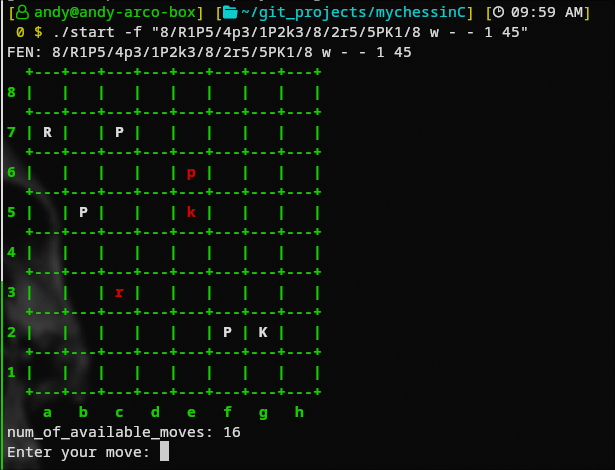 [andy@andy-arco-box] [~/git_projects/mychessinC] [09:59 AM]
0 $ ./start -f "8/R1P5/4p3/1P2k3/8/2r5/5PK1/8 w - - 1 45"
FEN: 8/R1P5/4p3/1P2k3/8/2r5/5PK1/8 w - - 1 45
  +---+---+---+---+---+---+---+---+
8 |   |   |   |   |   |   |   |   |
  +---+---+---+---+---+---+---+---+
7 | R |   | P |   |   |   |   |   |
  +---+---+---+---+---+---+---+---+
6 |   |   |   |   | p |   |   |   |
  +---+---+---+---+---+---+---+---+
5 |   | P |   |   | k |   |   |   |
  +---+---+---+---+---+---+---+---+
4 |   |   |   |   |   |   |   |   |
  +---+---+---+---+---+---+---+---+
3 |   |   | r |   |   |   |   |   |
  +---+---+---+---+---+---+---+---+
2 |   |   |   |   |   | P | K |   |
  +---+---+---+---+---+---+---+---+
1 |   |   |   |   |   |   |   |   |
  +---+---+---+---+---+---+---+---+
    a   b   c   d   e   f   g   h
num_of_available_moves: 16
Enter your move: